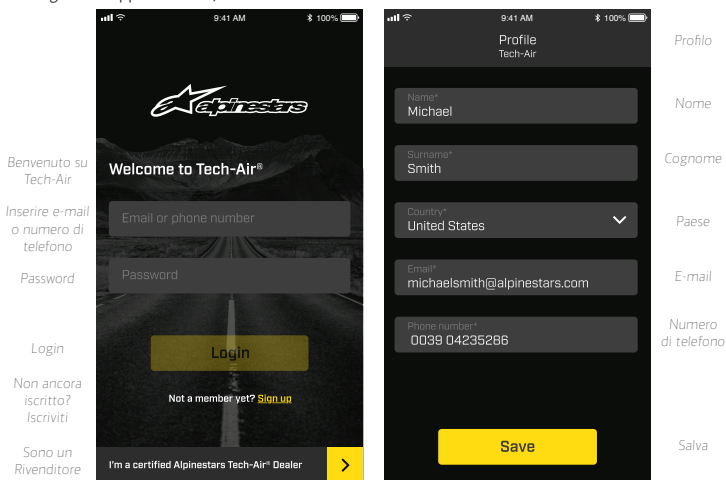 9:41 AM
100%
alpinestars
Benvenuto su
Tech-Air
Welcome to Tech-Air®
Inserire e-mail
o numero di
telefono
Email or phone number
Password
Password
Login
Login
Non ancora
iscritto?
Iscriviti
Not a member yet? Sign up
Sono un
Rivenditore
I'm a certified Alpinestars Tech-Air® Dealer
9:41 AM
100%
Profile
Tech-Air
Profilo
Name*
Michael
Nome
Surname*
Smith
Cognome
Country*
United States
Paese
Email*
michaelsmith@alpinestars.com
E-mail
Phone number*
0039 04235286
Numero
di telefono
Save
Salva